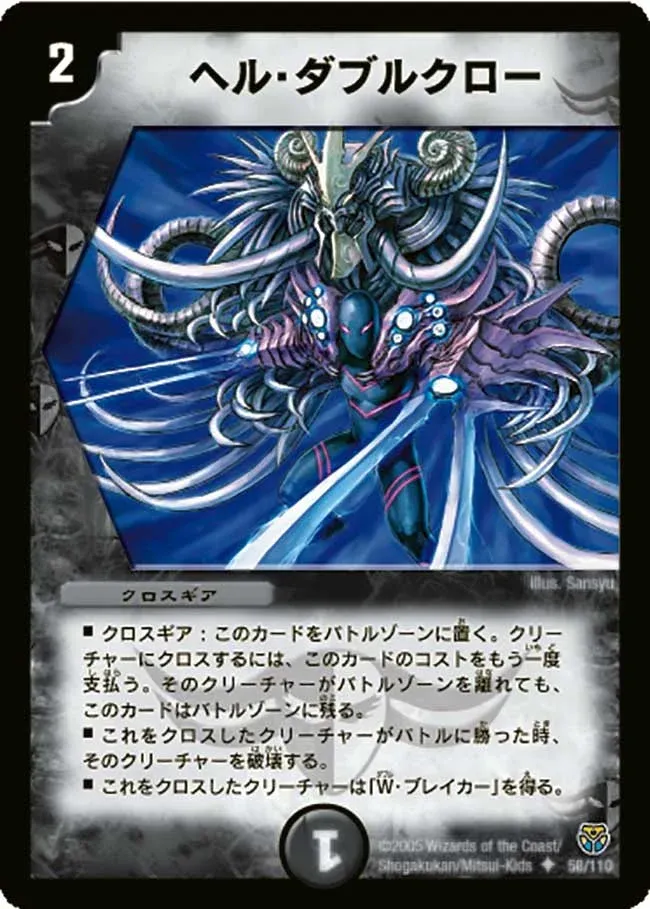 2
ヘル・ダブルクロー
illus. Sansyu
クロスギア
■ クロスギア：このカードをバトルゾーンに置く。クリー
チャーにクロスするには、このカードのコストをもう一度
支払う。そのクリーチャーがバトルゾーンを離れても、
このカードはバトルゾーンに残る。
■ これをクロスしたクリーチャーがバトルに勝った時、
そのクリーチャーを破壊する。
■ これをクロスしたクリーチャーは「W・ブレイカー」を得る。
1
©2005 Wizards of the Coast/
Shogakukan/Mitsui-Kids 50/110